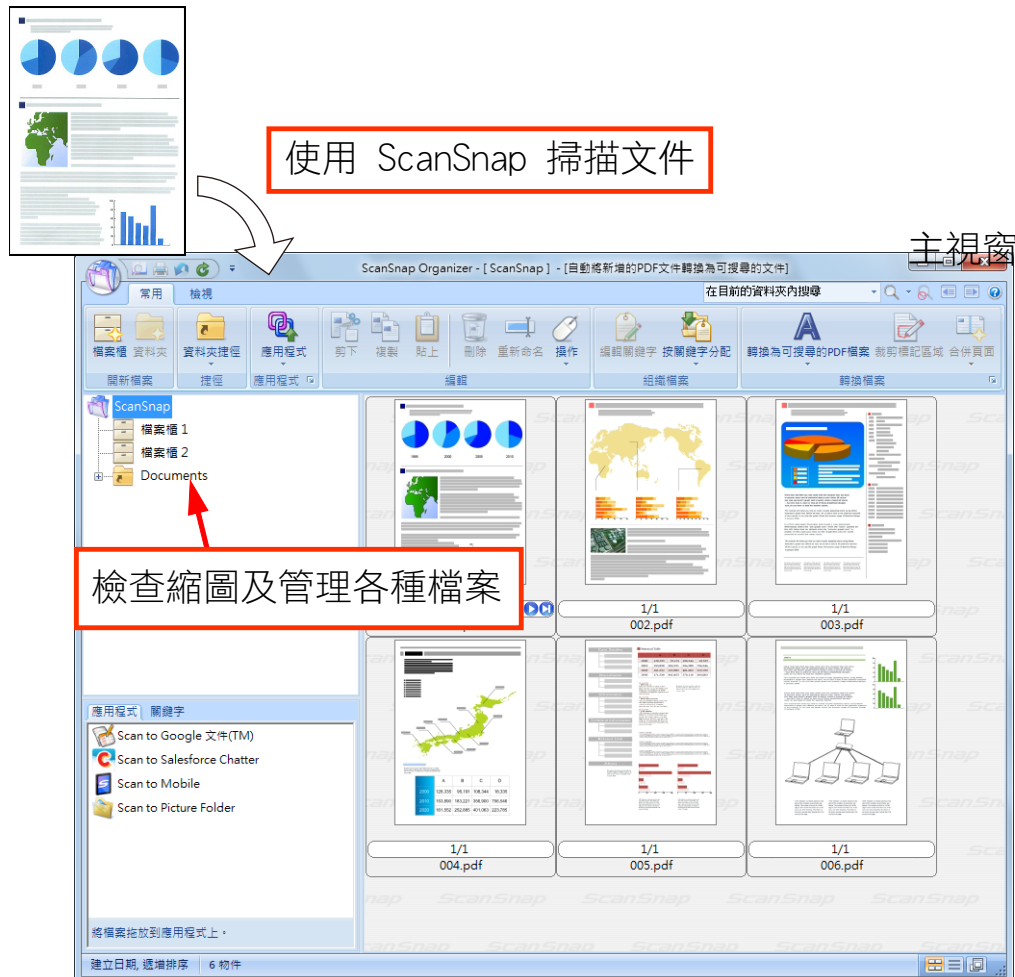 使用 ScanSnap 掃描文件
主視窗
ScanSnap Organizer - [ ScanSnap ] - [自動將新增的PDF文件轉換為可搜尋的文件]
常用 檢視
在目前的資料夾內搜尋
檔案櫃 資料夾 資料夾捷徑 應用程式 剪下 複製 貼上 刪除 重新命名 操作 編輯關鍵字 按關鍵字分配 轉換為可搜尋的PDF檔案 裁剪標記區域 合併頁面
開新檔案 捷徑 應用程式 編輯 組織檔案 轉換檔案
ScanSnap
檔案櫃 1
檔案櫃 2
Documents
檢查縮圖及管理各種檔案
1/1 1/1
002.pdf 003.pdf
1/1 1/1 1/1
004.pdf 005.pdf 006.pdf
應用程式 關鍵字
Scan to Google 文件(TM)
Scan to Salesforce Chatter
Scan to Mobile
Scan to Picture Folder
將檔案拖放到應用程式上。
建立日期, 遞增排序 6 物件